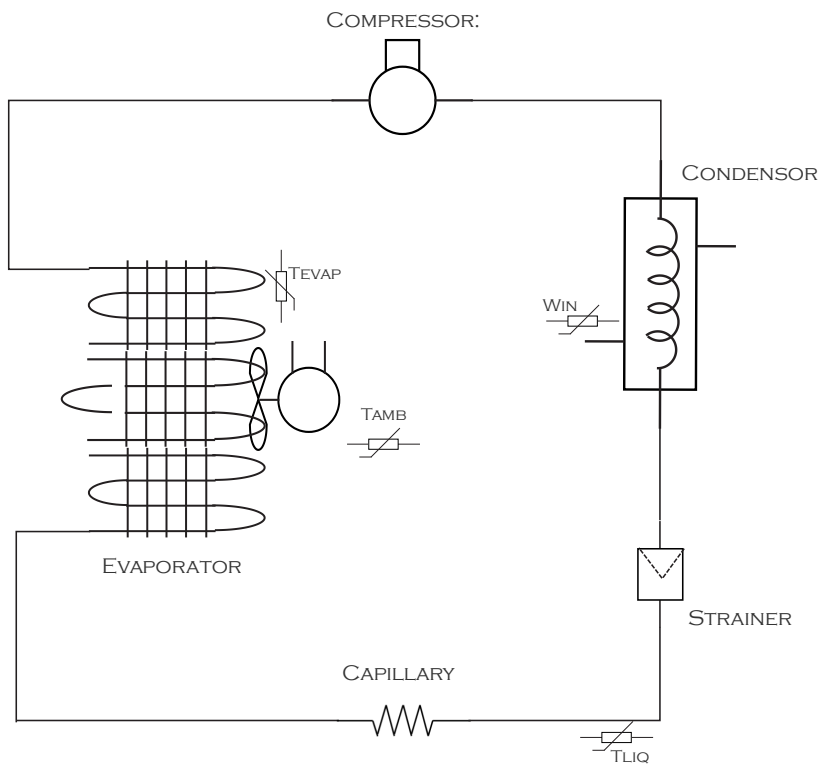 COMPRESSOR:
CONDENSOR
TEVAP
WIN
TAMB
EVAPORATOR
STRAINER
CAPILLARY
TLIQ